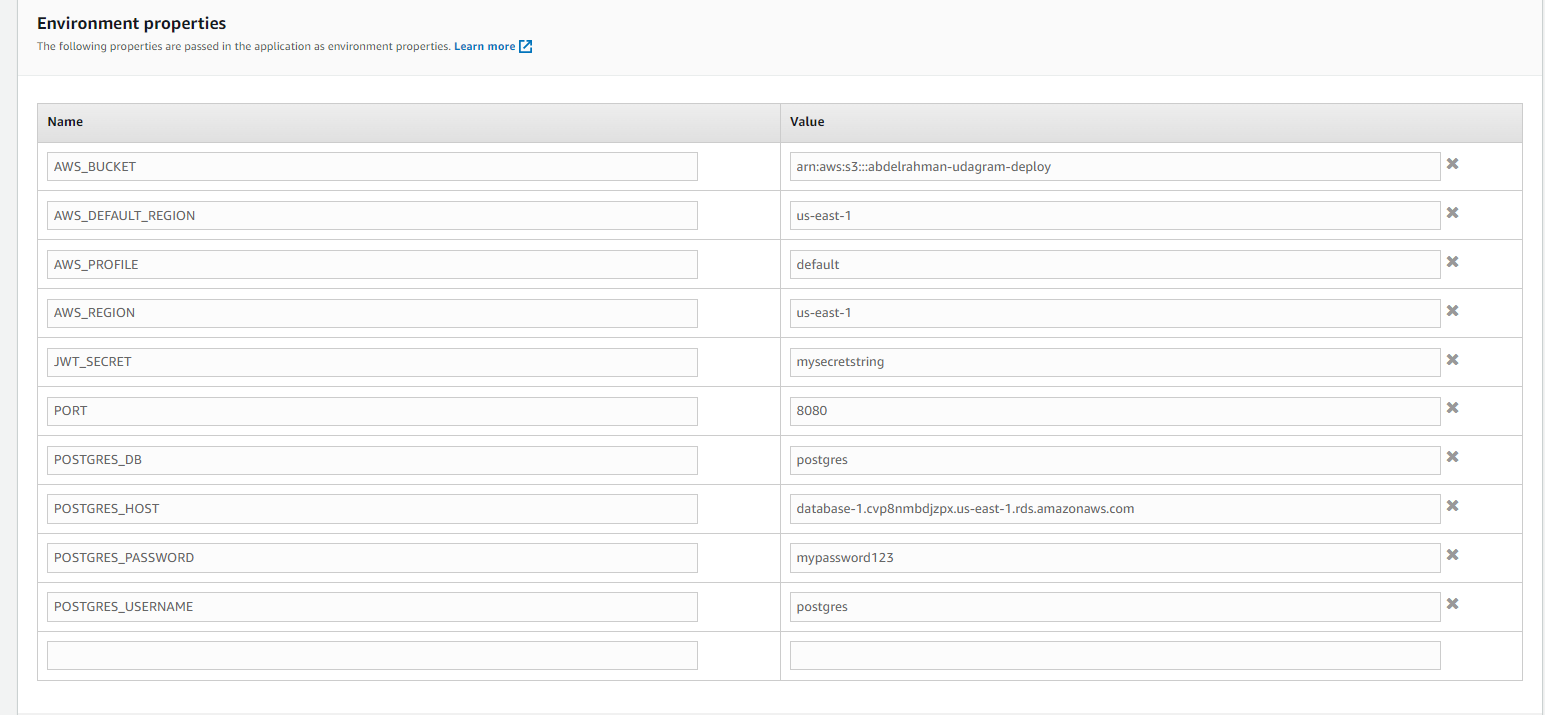 Environment properties
The following properties are passed in the application as environment properties. Learn more
Name Value
AWS_BUCKET arn:aws:s3:::abdelrahman-udagram-deploy
AWS_DEFAULT_REGION us-east-1
AWS_PROFILE default
AWS_REGION us-east-1
JWT_SECRET mysecretstring
PORT 8080
POSTGRES_DB postgres
POSTGRES_HOST database-1.cvp8nmbdjzpx.us-east-1.rds.amazonaws.com
POSTGRES_PASSWORD mypassword123
POSTGRES_USERNAME postgres